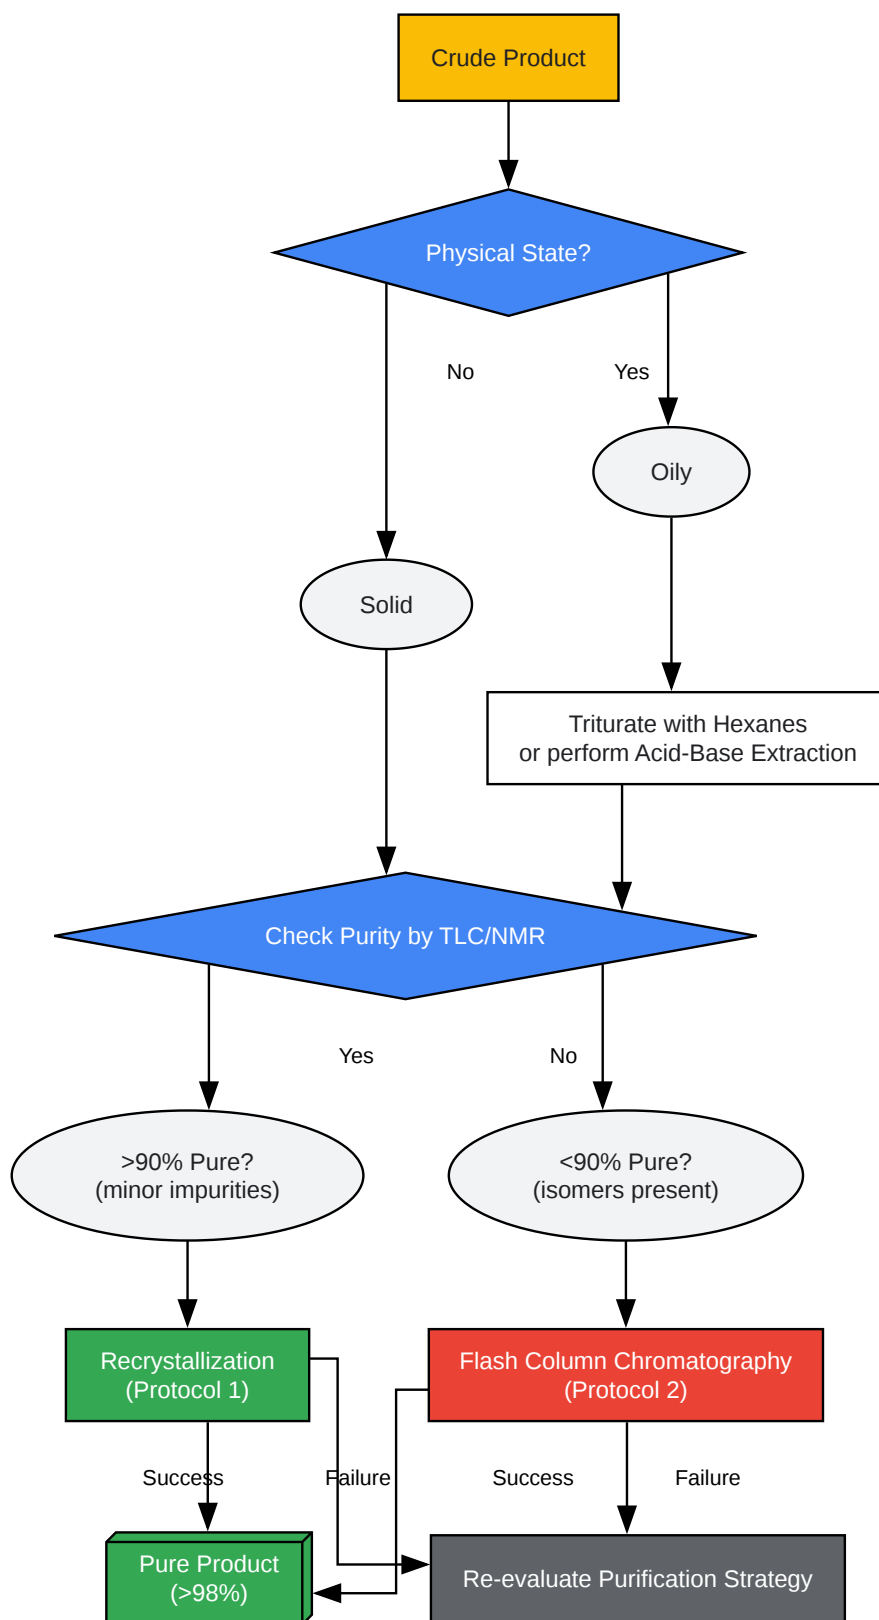 Crude Product
Physical State?
No
Yes
Oily
Solid
Triturate with Hexanes
or perform Acid-Base Extraction
Check Purity by TLC/NMR
Yes
No
>90% Pure?
(minor impurities)
<90% Pure?
(isomers present)
Recrystallization
(Protocol 1)
Flash Column Chromatography
(Protocol 2)
Success
Failure
Success
Failure
Pure Product
(>98%)
Re-evaluate Purification Strategy